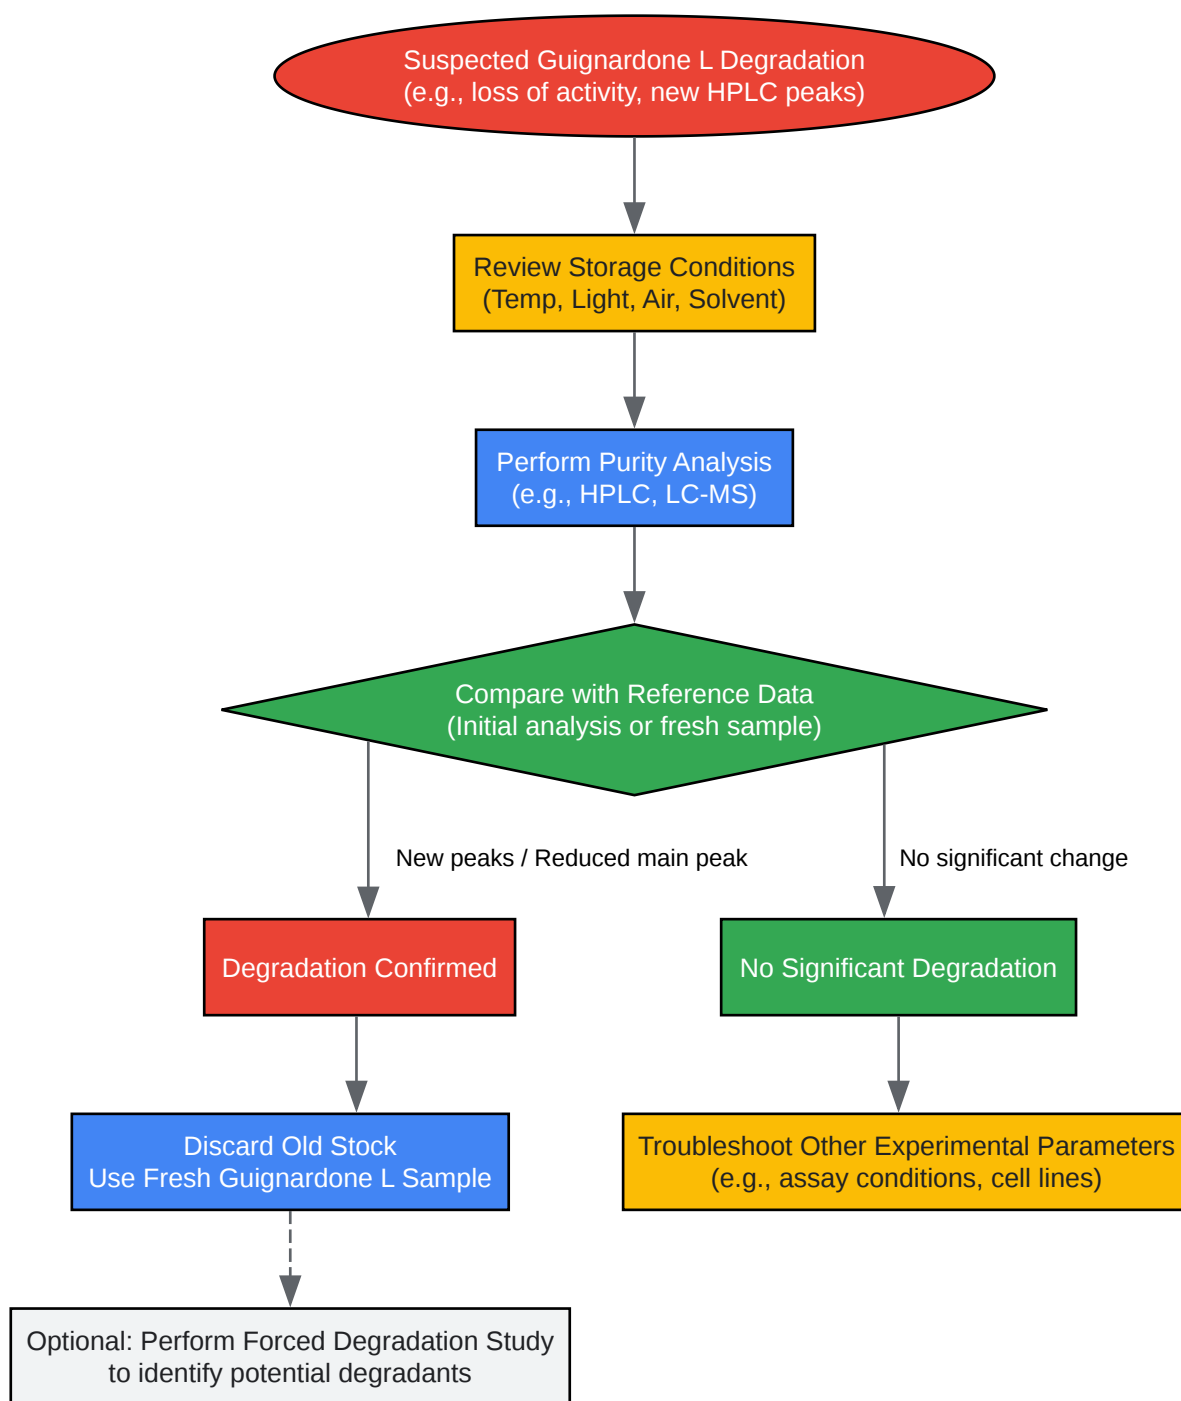 Suspected Guignardone L Degradation
(e.g., loss of activity, new HPLC peaks)
Review Storage Conditions
(Temp, Light, Air, Solvent)
Perform Purity Analysis
(e.g., HPLC, LC-MS)
Compare with Reference Data
(Initial analysis or fresh sample)
New peaks / Reduced main peak
No significant change
Degradation Confirmed
No Significant Degradation
Discard Old Stock
Use Fresh Guignardone L Sample
Troubleshoot Other Experimental Parameters
(e.g., assay conditions, cell lines)
Optional: Perform Forced Degradation Study
to identify potential degradants